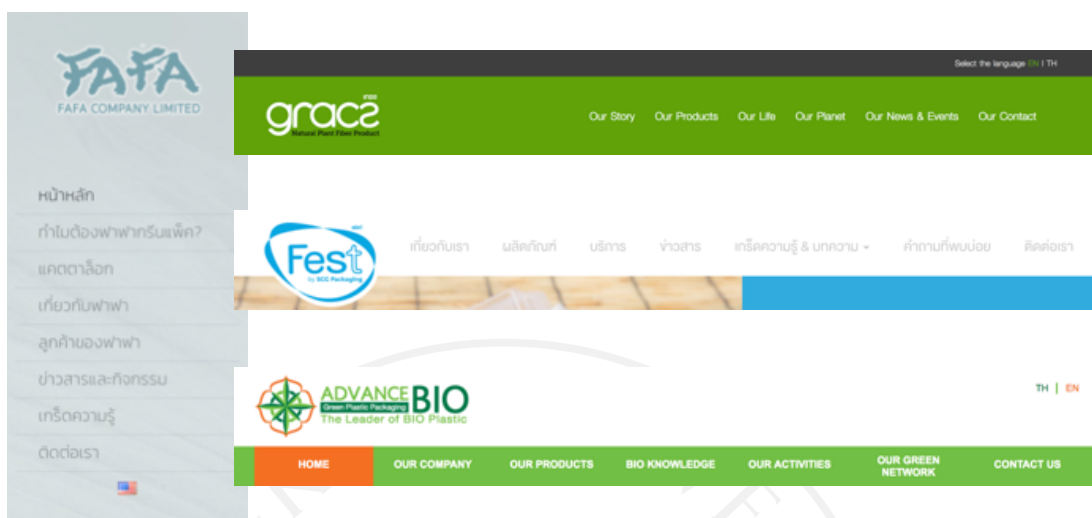 FAFA
FAFA COMPANY LIMITED
หน้าหลัก
ทำไมต้องฟาฟากรีนแพ็ค?
แคตตาล็อก
เกี่ยวกับฟาฟา
ลูกค้าของฟาฟา
ข่าวสารและกิจกรรม
เกร็ดความรู้
ติดต่อเรา
Select the language EN | TH
gracz
Natural Plant Fiber Product
Our Story Our Products Our Life Our Planet Our News & Events Our Contact
Fest
by SCG Packaging
เกี่ยวกับเรา ผลิตภัณฑ์ บริการ ข่าวสาร เกร็ดความรู้ & บทความ คำถามที่พบบ่อย ติดต่อเรา
ADVANCE BIO
Green Plastic Packaging
The Leader of BIO Plastic
TH | EN
HOME OUR COMPANY OUR PRODUCTS BIO KNOWLEDGE OUR ACTIVITIES OUR GREEN NETWORK CONTACT US